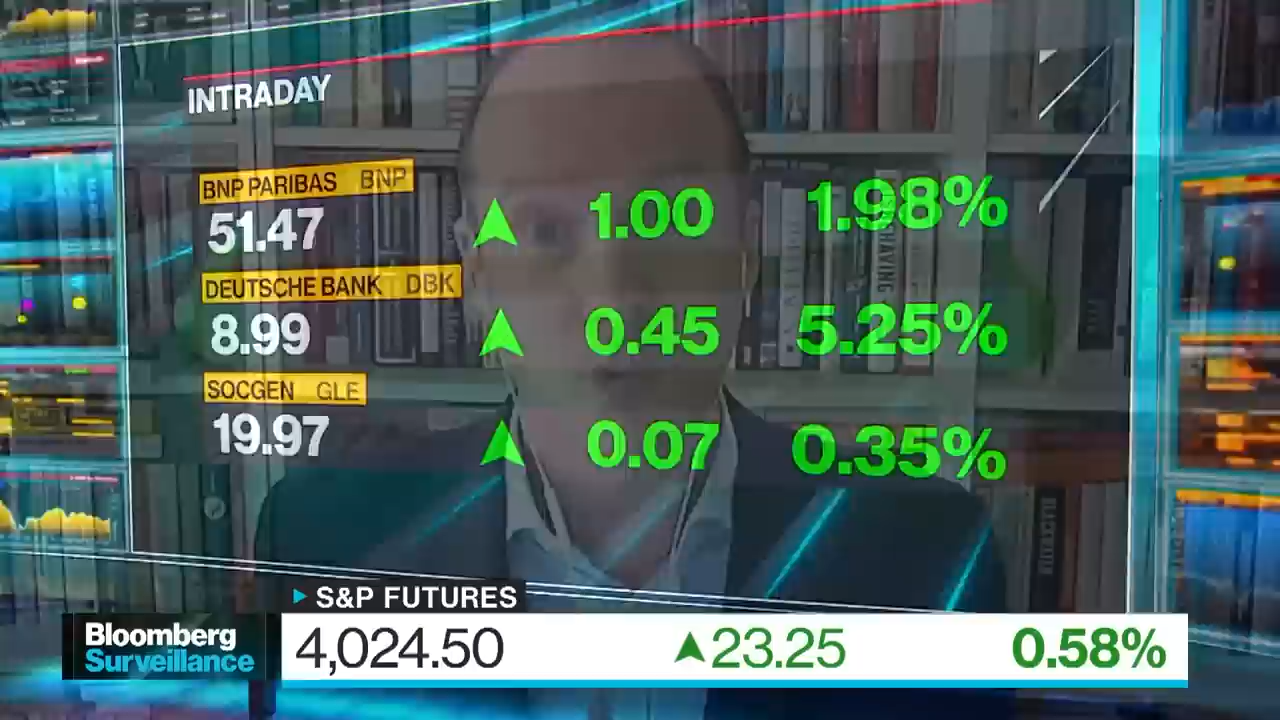 INTRADAY
BNP PARIBAS BNP
51.47 ▲ 1.00 1.98%
DEUTSCHE BANK DBK
8.99 ▲ 0.45 5.25%
SOCGEN GLE
19.97 ▲ 0.07 0.35%
S&P FUTURES
Bloomberg
Surveillance
4,024.50 ▲23.25 0.58%